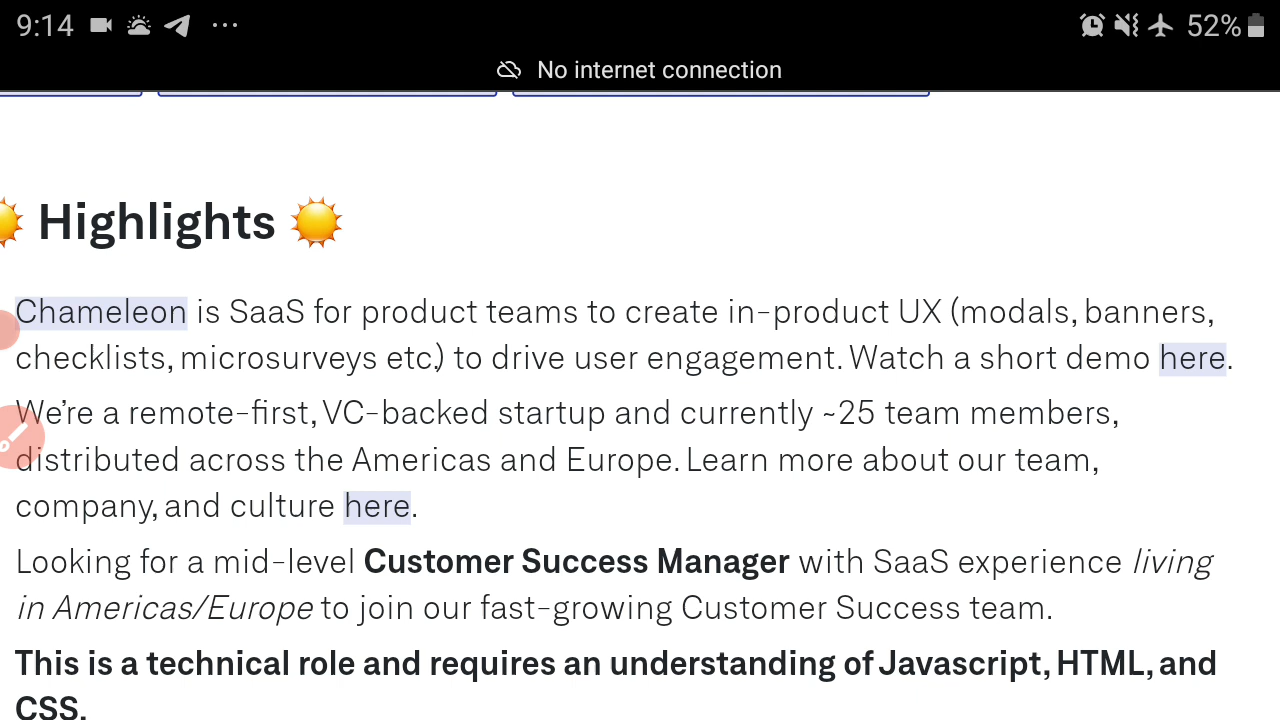 9:14
52%
No internet connection
Highlights
Chameleon is SaaS for product teams to create in-product UX (modals, banners,
checklists, microsurveys etc.) to drive user engagement. Watch a short demo here.
We’re a remote-first, VC-backed startup and currently ~25 team members,
distributed across the Americas and Europe. Learn more about our team,
company, and culture here.
Looking for a mid-level Customer Success Manager with SaaS experience living
in Americas/Europe to join our fast-growing Customer Success team.
This is a technical role and requires an understanding of Javascript, HTML, and
CSS.